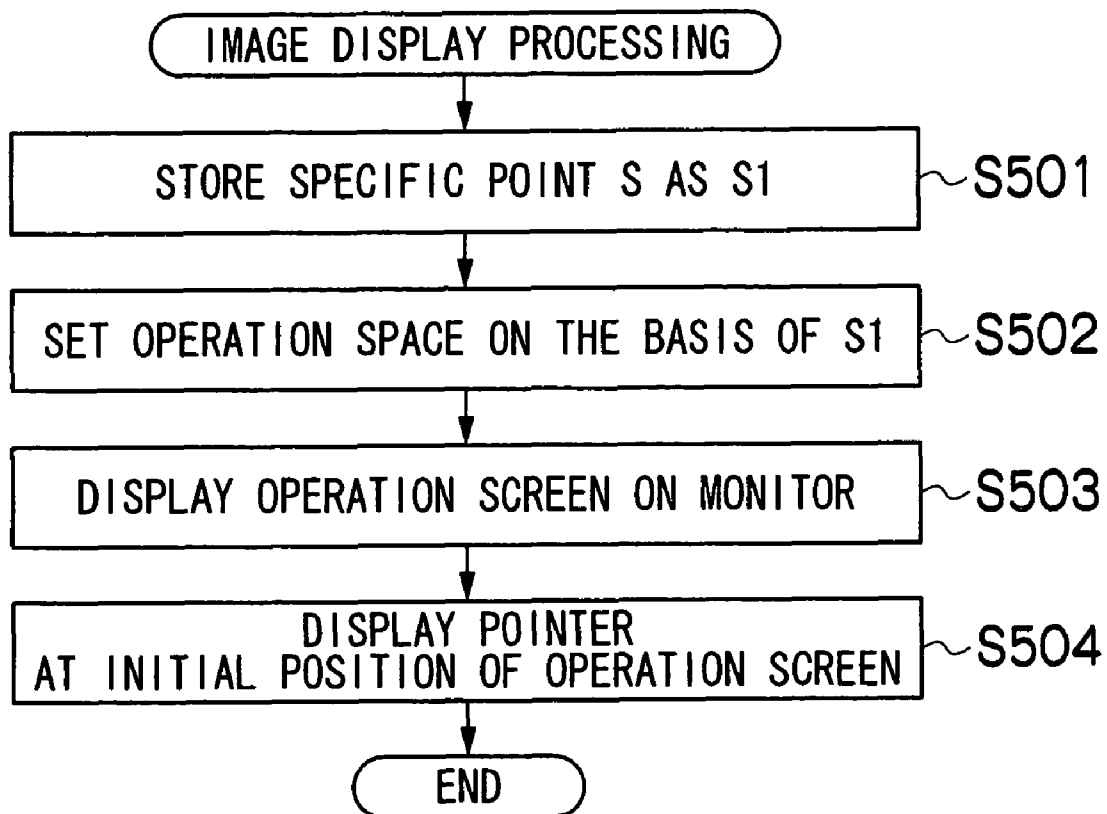 IMAGE DISPLAY PROCESSING
STORE SPECIFIC POINT S AS S1
S501
SET OPERATION SPACE ON THE BASIS OF S1
S502
DISPLAY OPERATION SCREEN ON MONITOR
S503
DISPLAY POINTER
AT INITIAL POSITION OF OPERATION SCREEN
S504
END